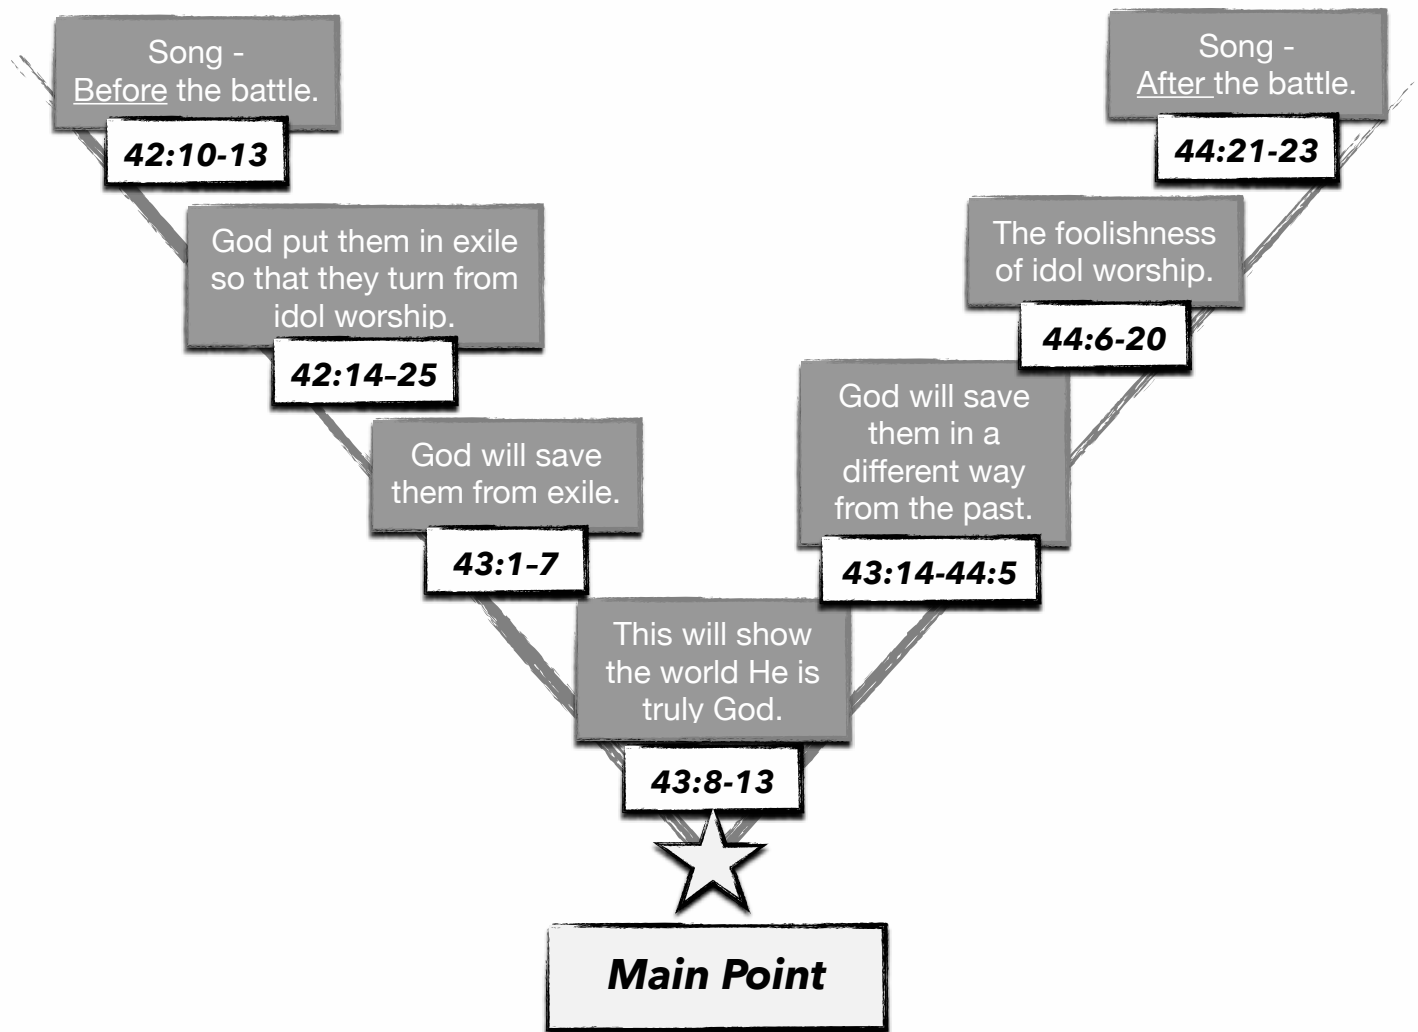 Song -
Before the battle.
42:10-13
God put them in exile
so that they turn from
idol worship.
42:14–25
God will save
them from exile.
43:1–7
This will show
the world He is
truly God.
43:8-13
Main Point
God will save
them in a
different way
from the past.
43:14-44:5
The foolishness
of idol worship.
44:6-20
Song -
After the battle.
44:21-23